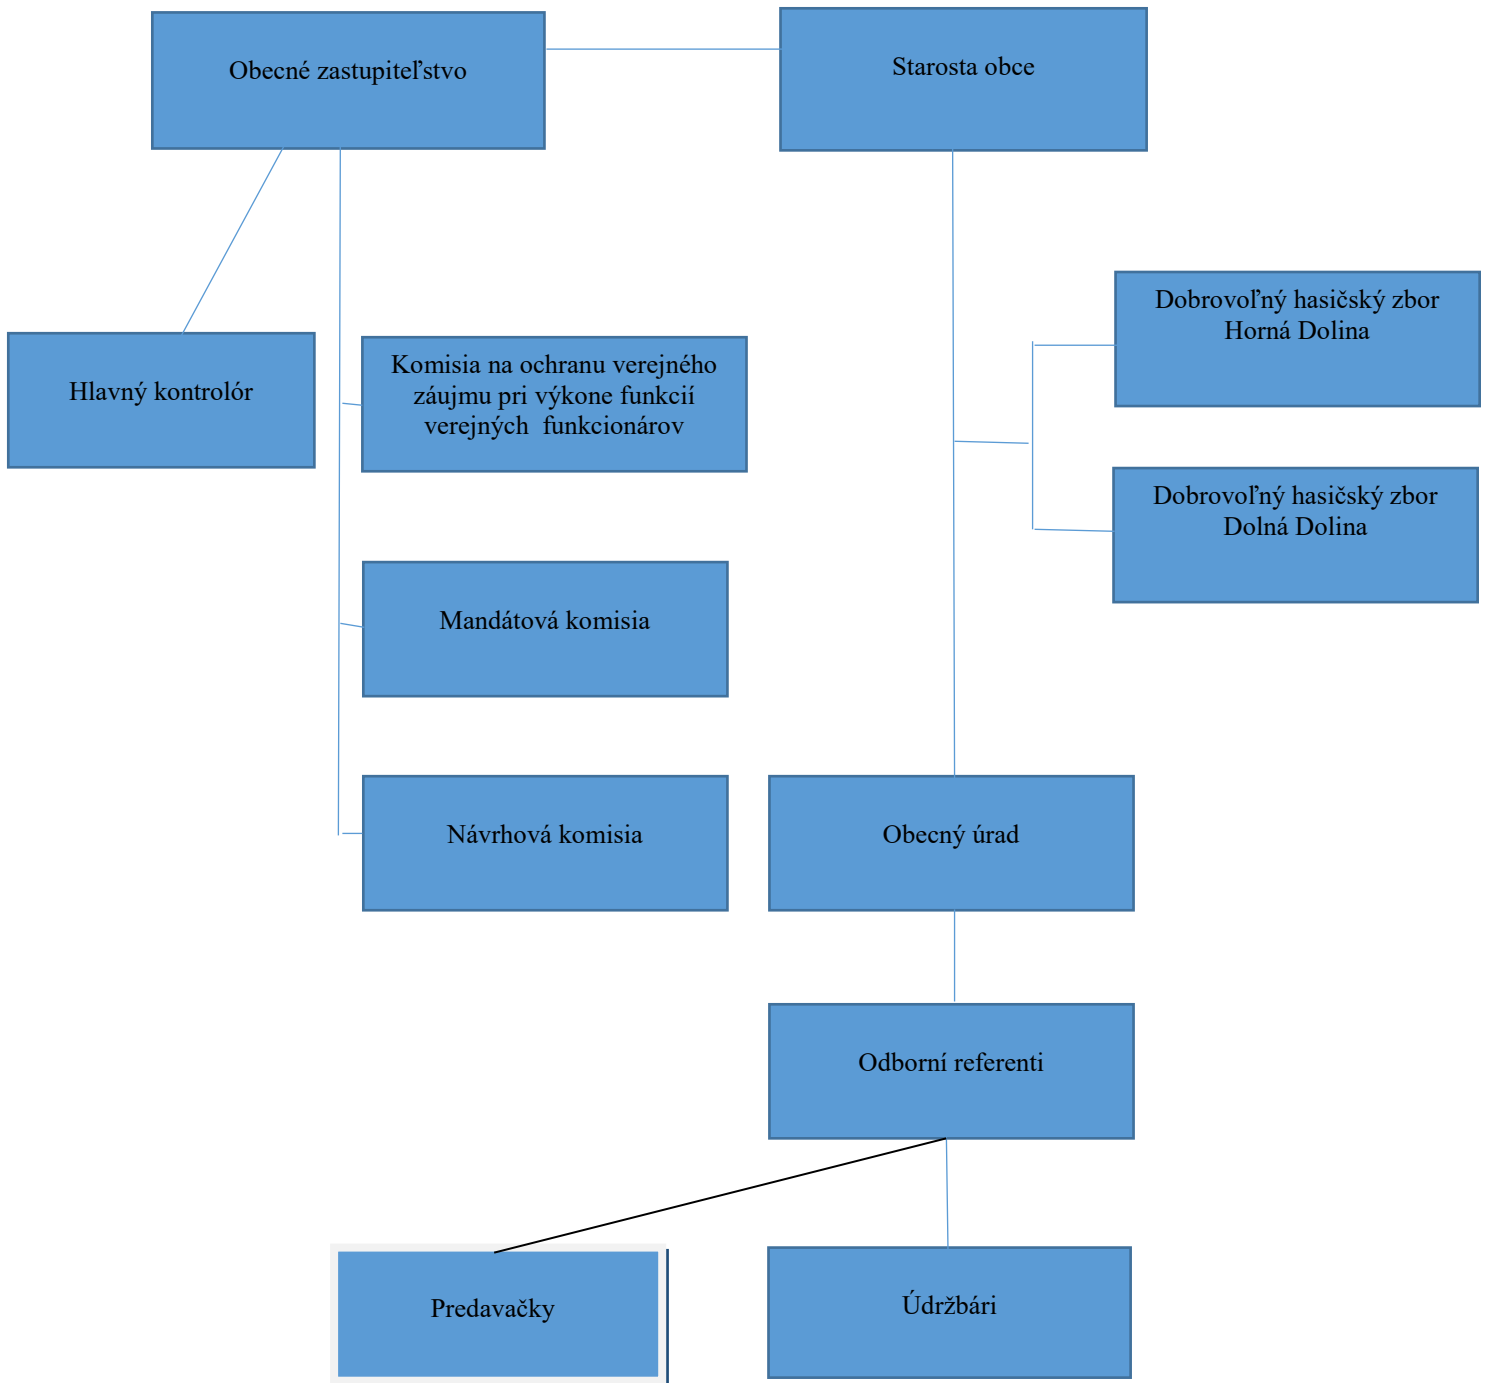 Obecné zastupiteľstvo
Starosta obce
Dobrovoľný hasičský zbor
Horná Dolina
Hlavný kontrolór
Komisia na ochranu verejného
záujmu pri výkone funkcií
verejných  funkcionárov
Dobrovoľný hasičský zbor
Dolná Dolina
Mandátová komisia
Návrhová komisia
Obecný úrad
Odborní referenti
Predavačky
Údržbári